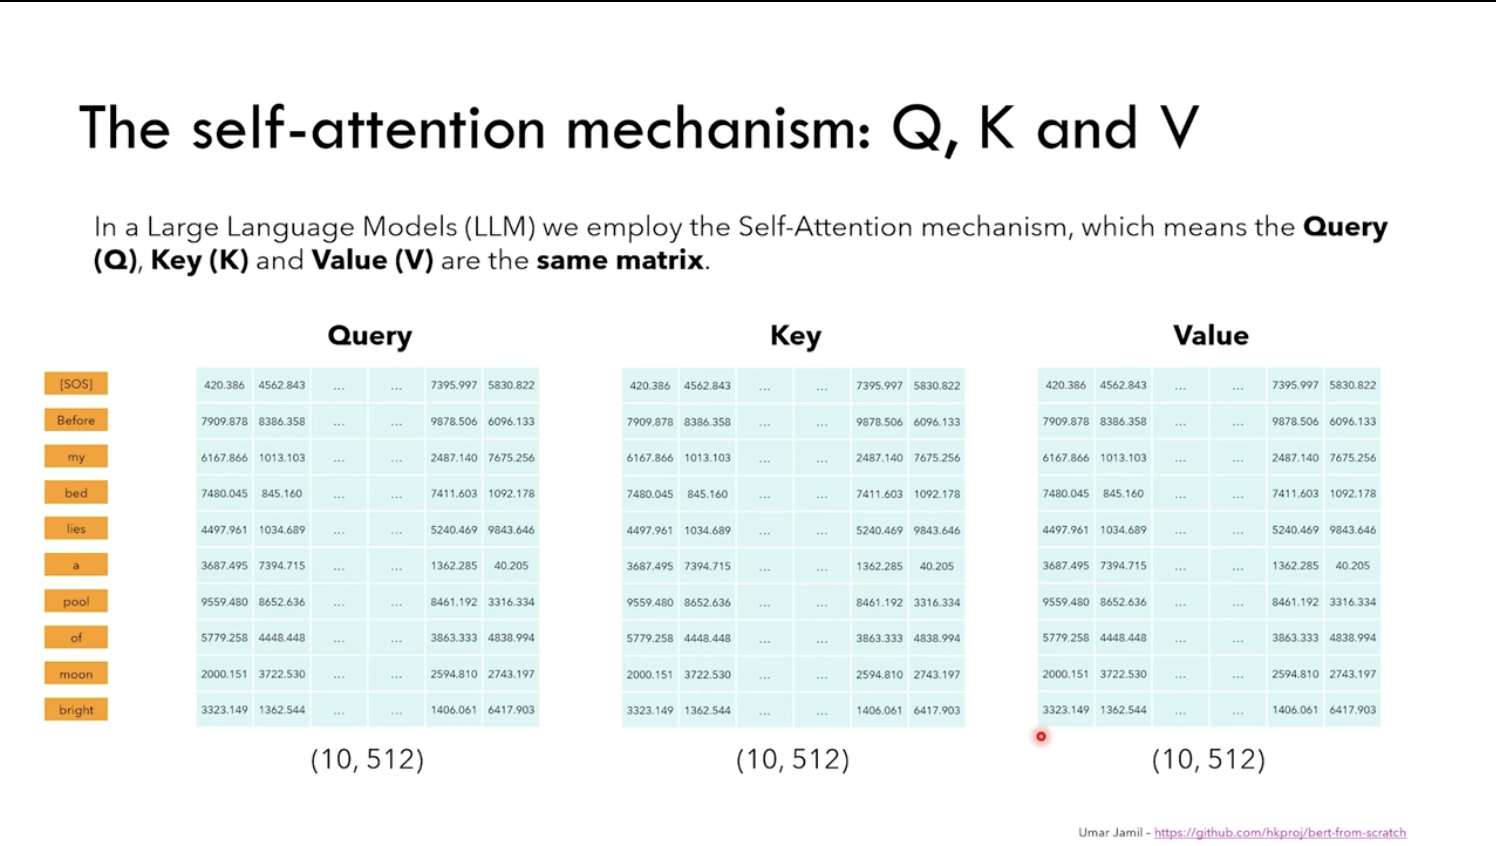 The self-attention mechanism: Q, K and V
In a Large Language Models (LLM) we employ the Self-Attention mechanism, which means the Query
(Q), Key (K) and Value (V) are the same matrix.
Query Key Value
[SOS] 420.386 4562.843 ... ... 7395.997 5830.822 420.386 4562.843 ... ... 7395.997 5830.822 420.386 4562.843 ... ... 7395.997 5830.822
Before 7909.878 8386.358 ... ... 9878.506 6096.133 7909.878 8386.358 ... ... 9878.506 6096.133 7909.878 8386.358 ... ... 9878.506 6096.133
my 6167.866 1013.103 ... ... 2487.140 7675.256 6167.866 1013.103 ... ... 2487.140 7675.256 6167.866 1013.103 ... ... 2487.140 7675.256
bed 7480.045 845.160 ... ... 7411.603 1092.178 7480.045 845.160 ... ... 7411.603 1092.178 7480.045 845.160 ... ... 7411.603 1092.178
lies 4497.961 1034.689 ... ... 5240.469 9843.646 4497.961 1034.689 ... ... 5240.469 9843.646 4497.961 1034.689 ... ... 5240.469 9843.646
a 3687.495 7394.715 ... ... 1362.285 40.205 3687.495 7394.715 ... ... 1362.285 40.205 3687.495 7394.715 ... ... 1362.285 40.205
pool 9559.480 8652.636 ... ... 8461.192 3316.334 9559.480 8652.636 ... ... 8461.192 3316.334 9559.480 8652.636 ... ... 8461.192 3316.334
of 5779.258 4448.448 ... ... 3863.333 4838.994 5779.258 4448.448 ... ... 3863.333 4838.994 5779.258 4448.448 ... ... 3863.333 4838.994
moon 2000.151 3722.530 ... ... 2594.810 2743.197 2000.151 3722.530 ... ... 2594.810 2743.197 2000.151 3722.530 ... ... 2594.810 2743.197
bright 3323.149 1362.544 ... ... 1406.061 6417.903 3323.149 1362.544 ... ... 1406.061 6417.903 3323.149 1362.544 ... ... 1406.061 6417.903
(10, 512) (10, 512) (10, 512)
Umar Jamil – https://github.com/hkproj/bert-from-scratch